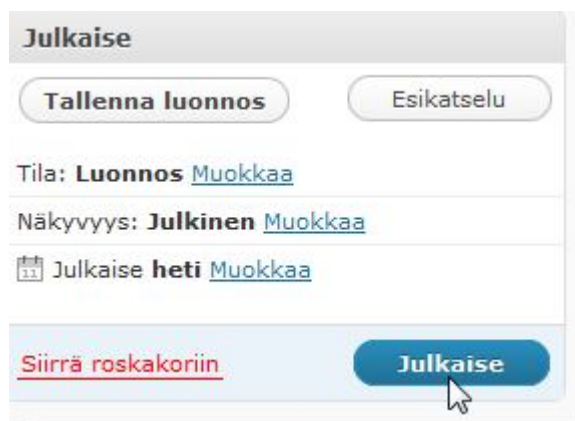 Julkaise
Tallenna luonnos Esikatselu
Tila: Luonnos Muokkaa
Näkyvyys: Julkinen Muokkaa
11 Julkaise heti Muokkaa
Siirrä roskakoriin Julkaise